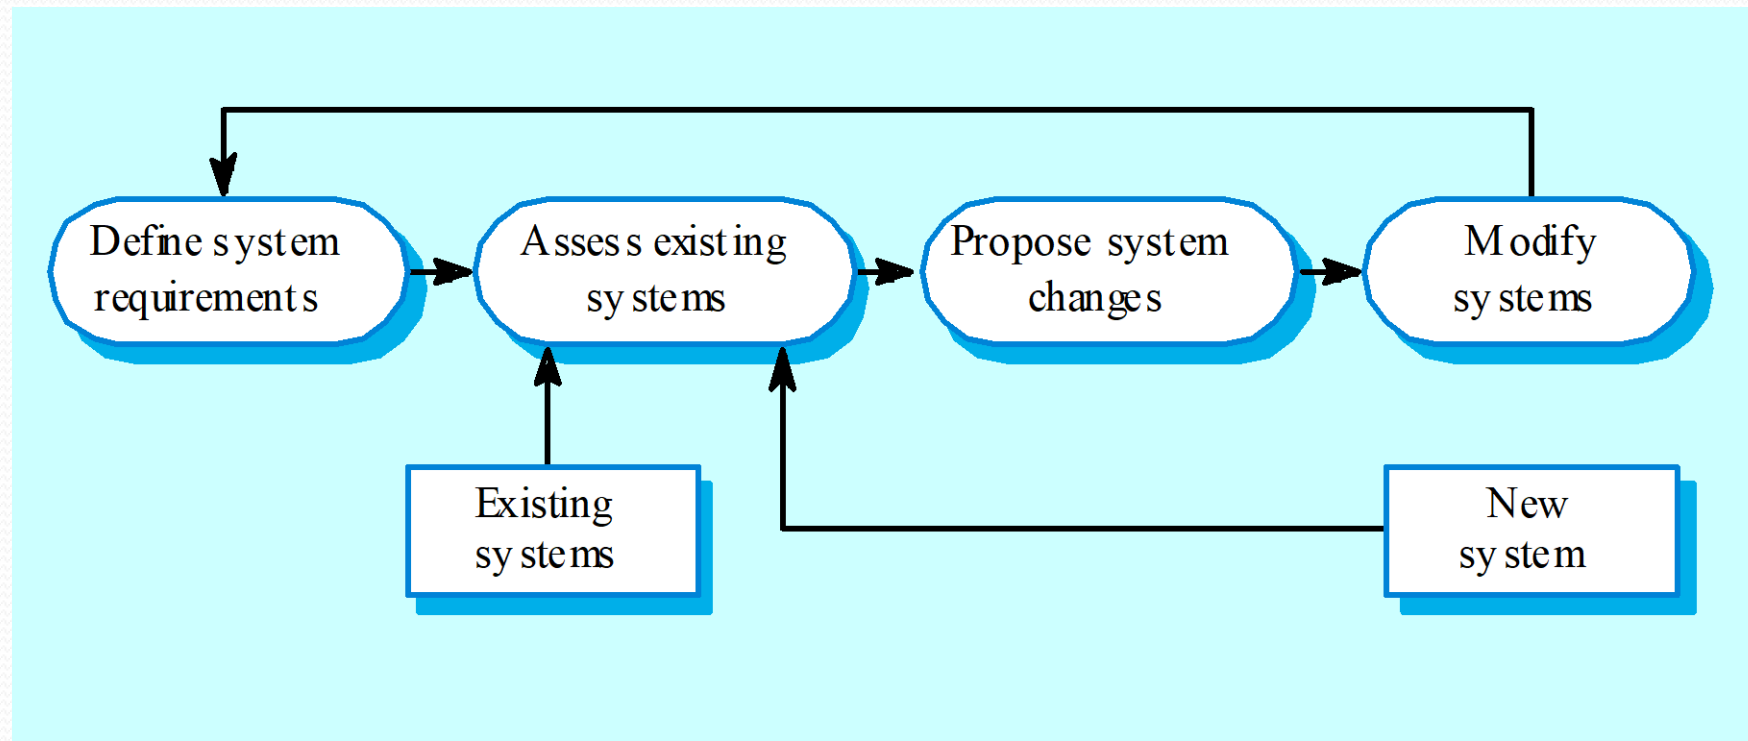 Define system
requirements
Assess existing
systems
Propose system
changes
Modify
systems
Existing
systems
New
system